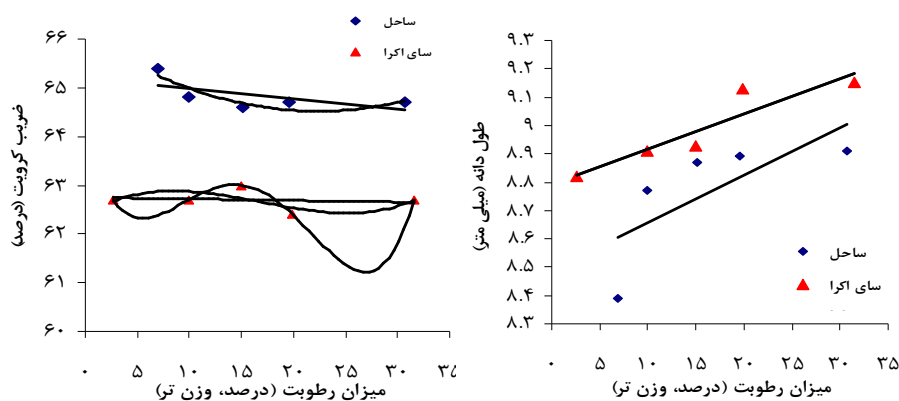 ساحل
سای اکرا
ضریب کرویت (درصد)
۶۶
۶۵
۶۴
۶۳
۶۲
۶۱
۶۰
۰ ۵ ۱۰ ۱۵ ۲۰ ۲۵ ۳۰ ۳۵
میزان رطوبت (درصد، وزن تر)
طول دانه (میلی متر)
۹.۳
۹.۲
۹.۱
۹
۸.۹
۸.۸
۸.۷
۸.۶
۸.۵
۸.۴
۸.۳
ساحل
سای اکرا
۰ ۵ ۱۰ ۱۵ ۲۰ ۲۵ ۳۰ ۳۵
میزان رطوبت (درصد، وزن تر)